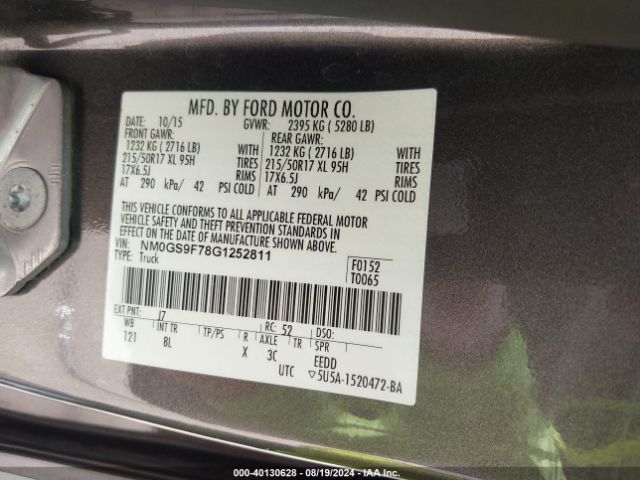 MFD. BY FORD MOTOR CO.
DATE: 10/15 GVWR: 2395 KG ( 5280 LB)
FRONT GAWR: REAR GAWR:
1232 KG ( 2716 LB) WITH 1232 KG ( 2716 LB) WITH
215/50R17 XL 95H TIRES 215/50R17 XL 95H TIRES
17X6.5J RIMS 17X6.5J RIMS
AT 290 kPa/ 42 PSI COLD AT 290 kPa/ 42 PSI COLD
THIS VEHICLE CONFORMS TO ALL APPLICABLE FEDERAL MOTOR
VEHICLE SAFETY AND THEFT PREVENTION STANDARDS IN
EFFECT ON THE DATE OF MANUFACTURE SHOWN ABOVE.
VIN: NM0GS9F78G1252811
TYPE: Truck
F0152
T0065
EXT PNT: J7 RC: 52 DSO:
WB INT TR TP/PS R AXLE TR SPR
121 8L X 3C EEDD
UTC ▽5U5A-1520472-BA
000-40130628 - 08/19/2024 - IAA Inc.